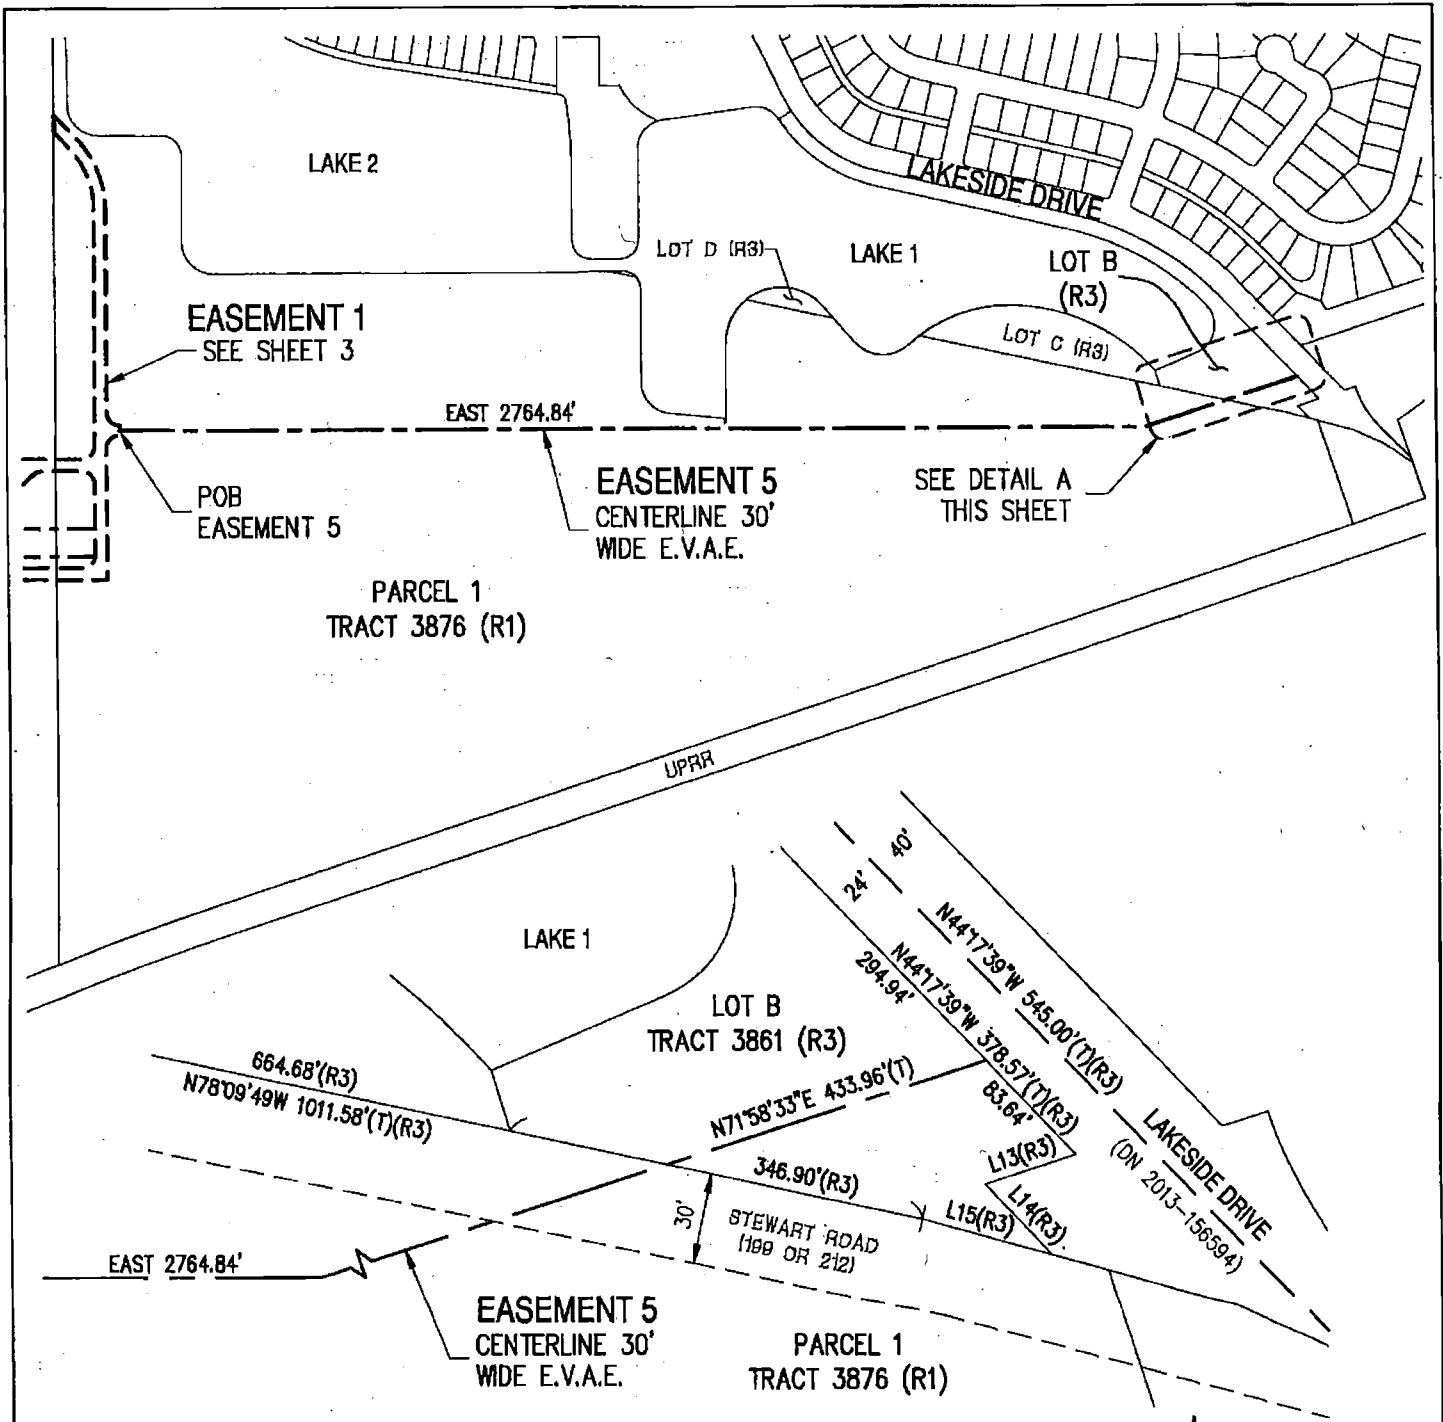 LAKE 2
LAKESIDE DRIVE
LOT D (R3)
LAKE 1
LOT B
(R3)
EASEMENT 1
SEE SHEET 3
LOT C (R3)
EAST 2764.84'
POB
EASEMENT 5
EASEMENT 5
CENTERLINE 30'
WIDE E.V.A.E.
SEE DETAIL A
THIS SHEET
PARCEL 1
TRACT 3876 (R1)
UPRR
40'
24'
N44°17'39"W 545.00'(T)(R3)
N44°17'39"W 378.57'(T)(R3)
294.94'
83.64'
LAKE 1
LOT B
TRACT 3861 (R3)
664.68'(R3)
N78°09'49W 1011.58'(T)(R3)
N71°58'33"E 433.96'(T)
346.90'(R3)
L13(R3)
L14(R3)
L15(R3)
LAKESIDE DRIVE
(DN 2013-156594)
30'
STEWART ROAD
(199 OR 212)
EAST 2764.84'
EASEMENT 5
CENTERLINE 30'
WIDE E.V.A.E.
PARCEL 1
TRACT 3876 (R1)